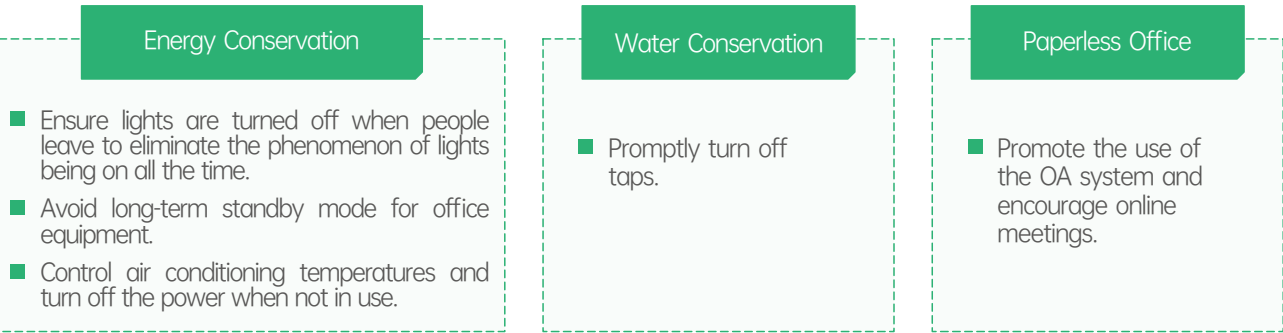 Energy Conservation
Ensure lights are turned off when people
leave to eliminate the phenomenon of lights
being on all the time.
Avoid long-term standby mode for office
equipment.
Control air conditioning temperatures and
turn off the power when not in use.
Water Conservation
Promptly turn off
taps.
Paperless Office
Promote the use of
the OA system and
encourage online
meetings.